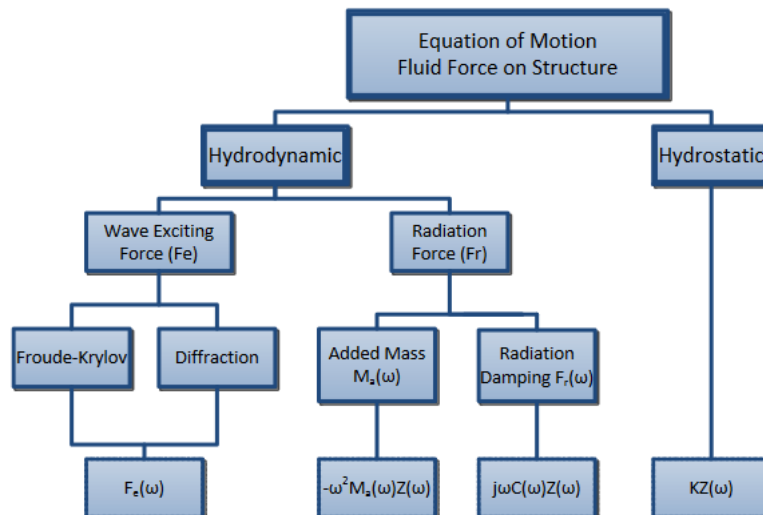 Equation of Motion
Fluid Force on Structure
Hydrodynamic
Hydrostatic
Wave Exciting
Force (Fe)
Radiation
Force (Fr)
Froude-Krylov
Diffraction
Added Mass
Mₐ(ω)
Radiation
Damping Fᵣ(ω)
Fₑ(ω)
-ω²Mₐ(ω)Z(ω)
jωC(ω)Z(ω)
KZ(ω)